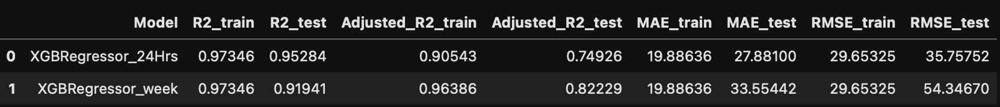 Model R2_train R2_test Adjusted_R2_train Adjusted_R2_test MAE_train MAE_test RMSE_train RMSE_test
0 XGBRegressor_24Hrs 0.97346 0.95284 0.90543 0.74926 19.88636 27.88100 29.65325 35.75752
1 XGBRegressor_week 0.97346 0.91941 0.96386 0.82229 19.88636 33.55442 29.65325 54.34670